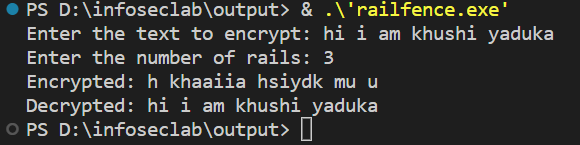 PS D:\infoseclab\output> & .\'railfence.exe'
Enter the text to encrypt: hi i am khushi yaduka
Enter the number of rails: 3
Encrypted: h khaaiia hsiydk mu u
Decrypted: hi i am khushi yaduka
PS D:\infoseclab\output>